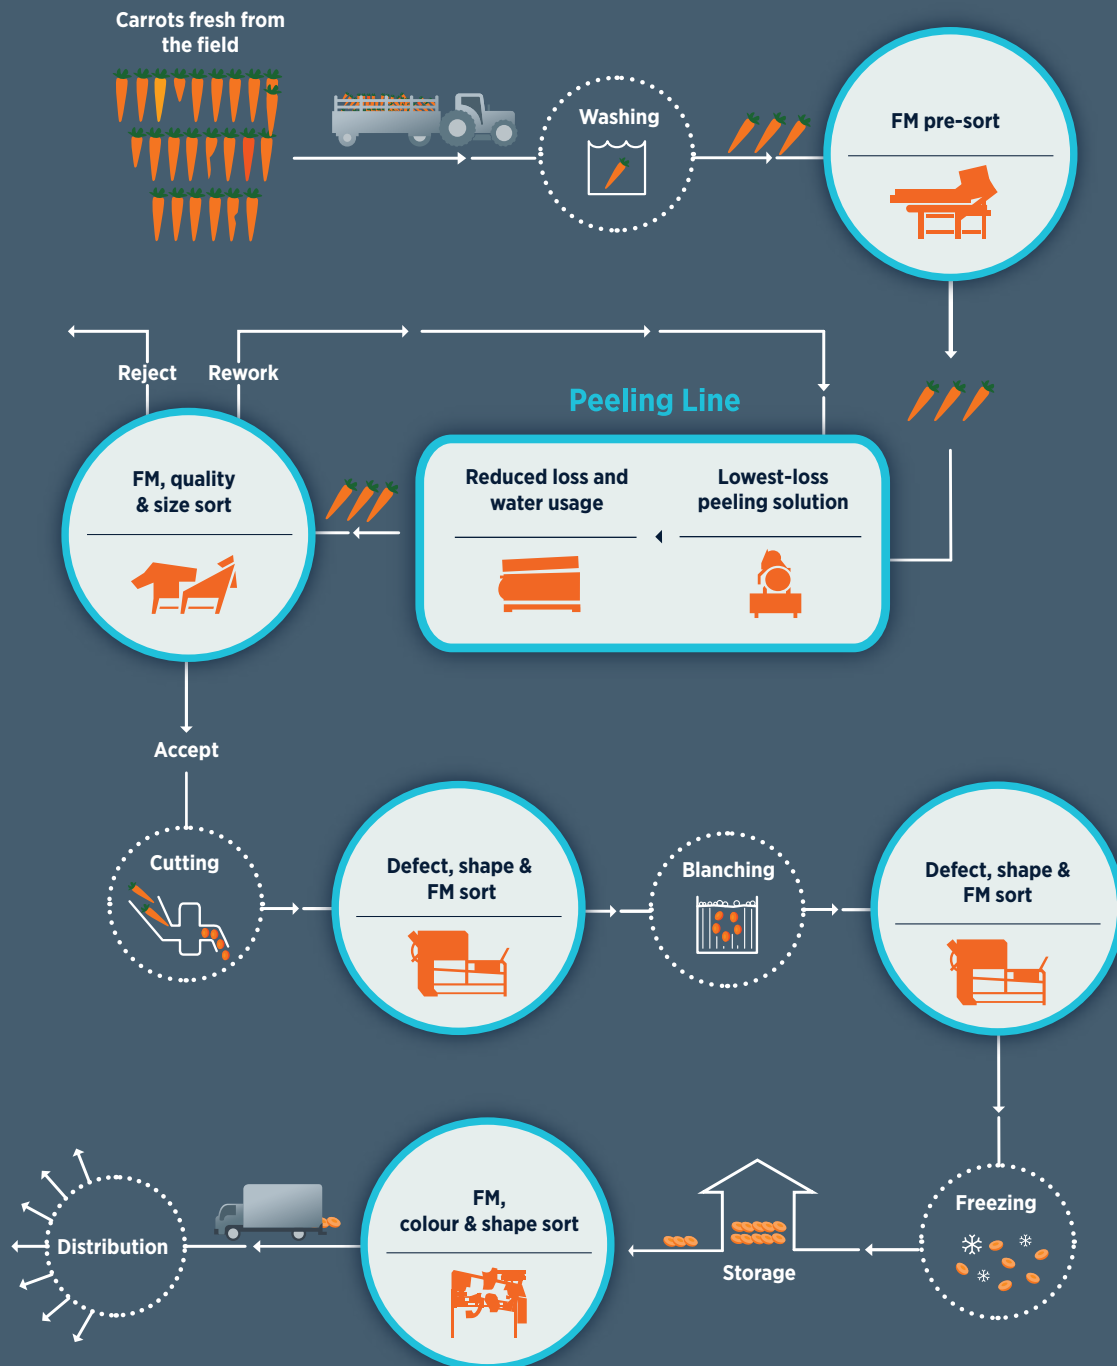 Carrots fresh from
the field
Washing
FM pre-sort
Reject
Rework
Peeling Line
FM, quality
& size sort
Reduced loss and
water usage
Lowest-loss
peeling solution
Accept
Cutting
Defect, shape &
FM sort
Blanching
Defect, shape &
FM sort
Distribution
FM,
colour & shape sort
Storage
Freezing